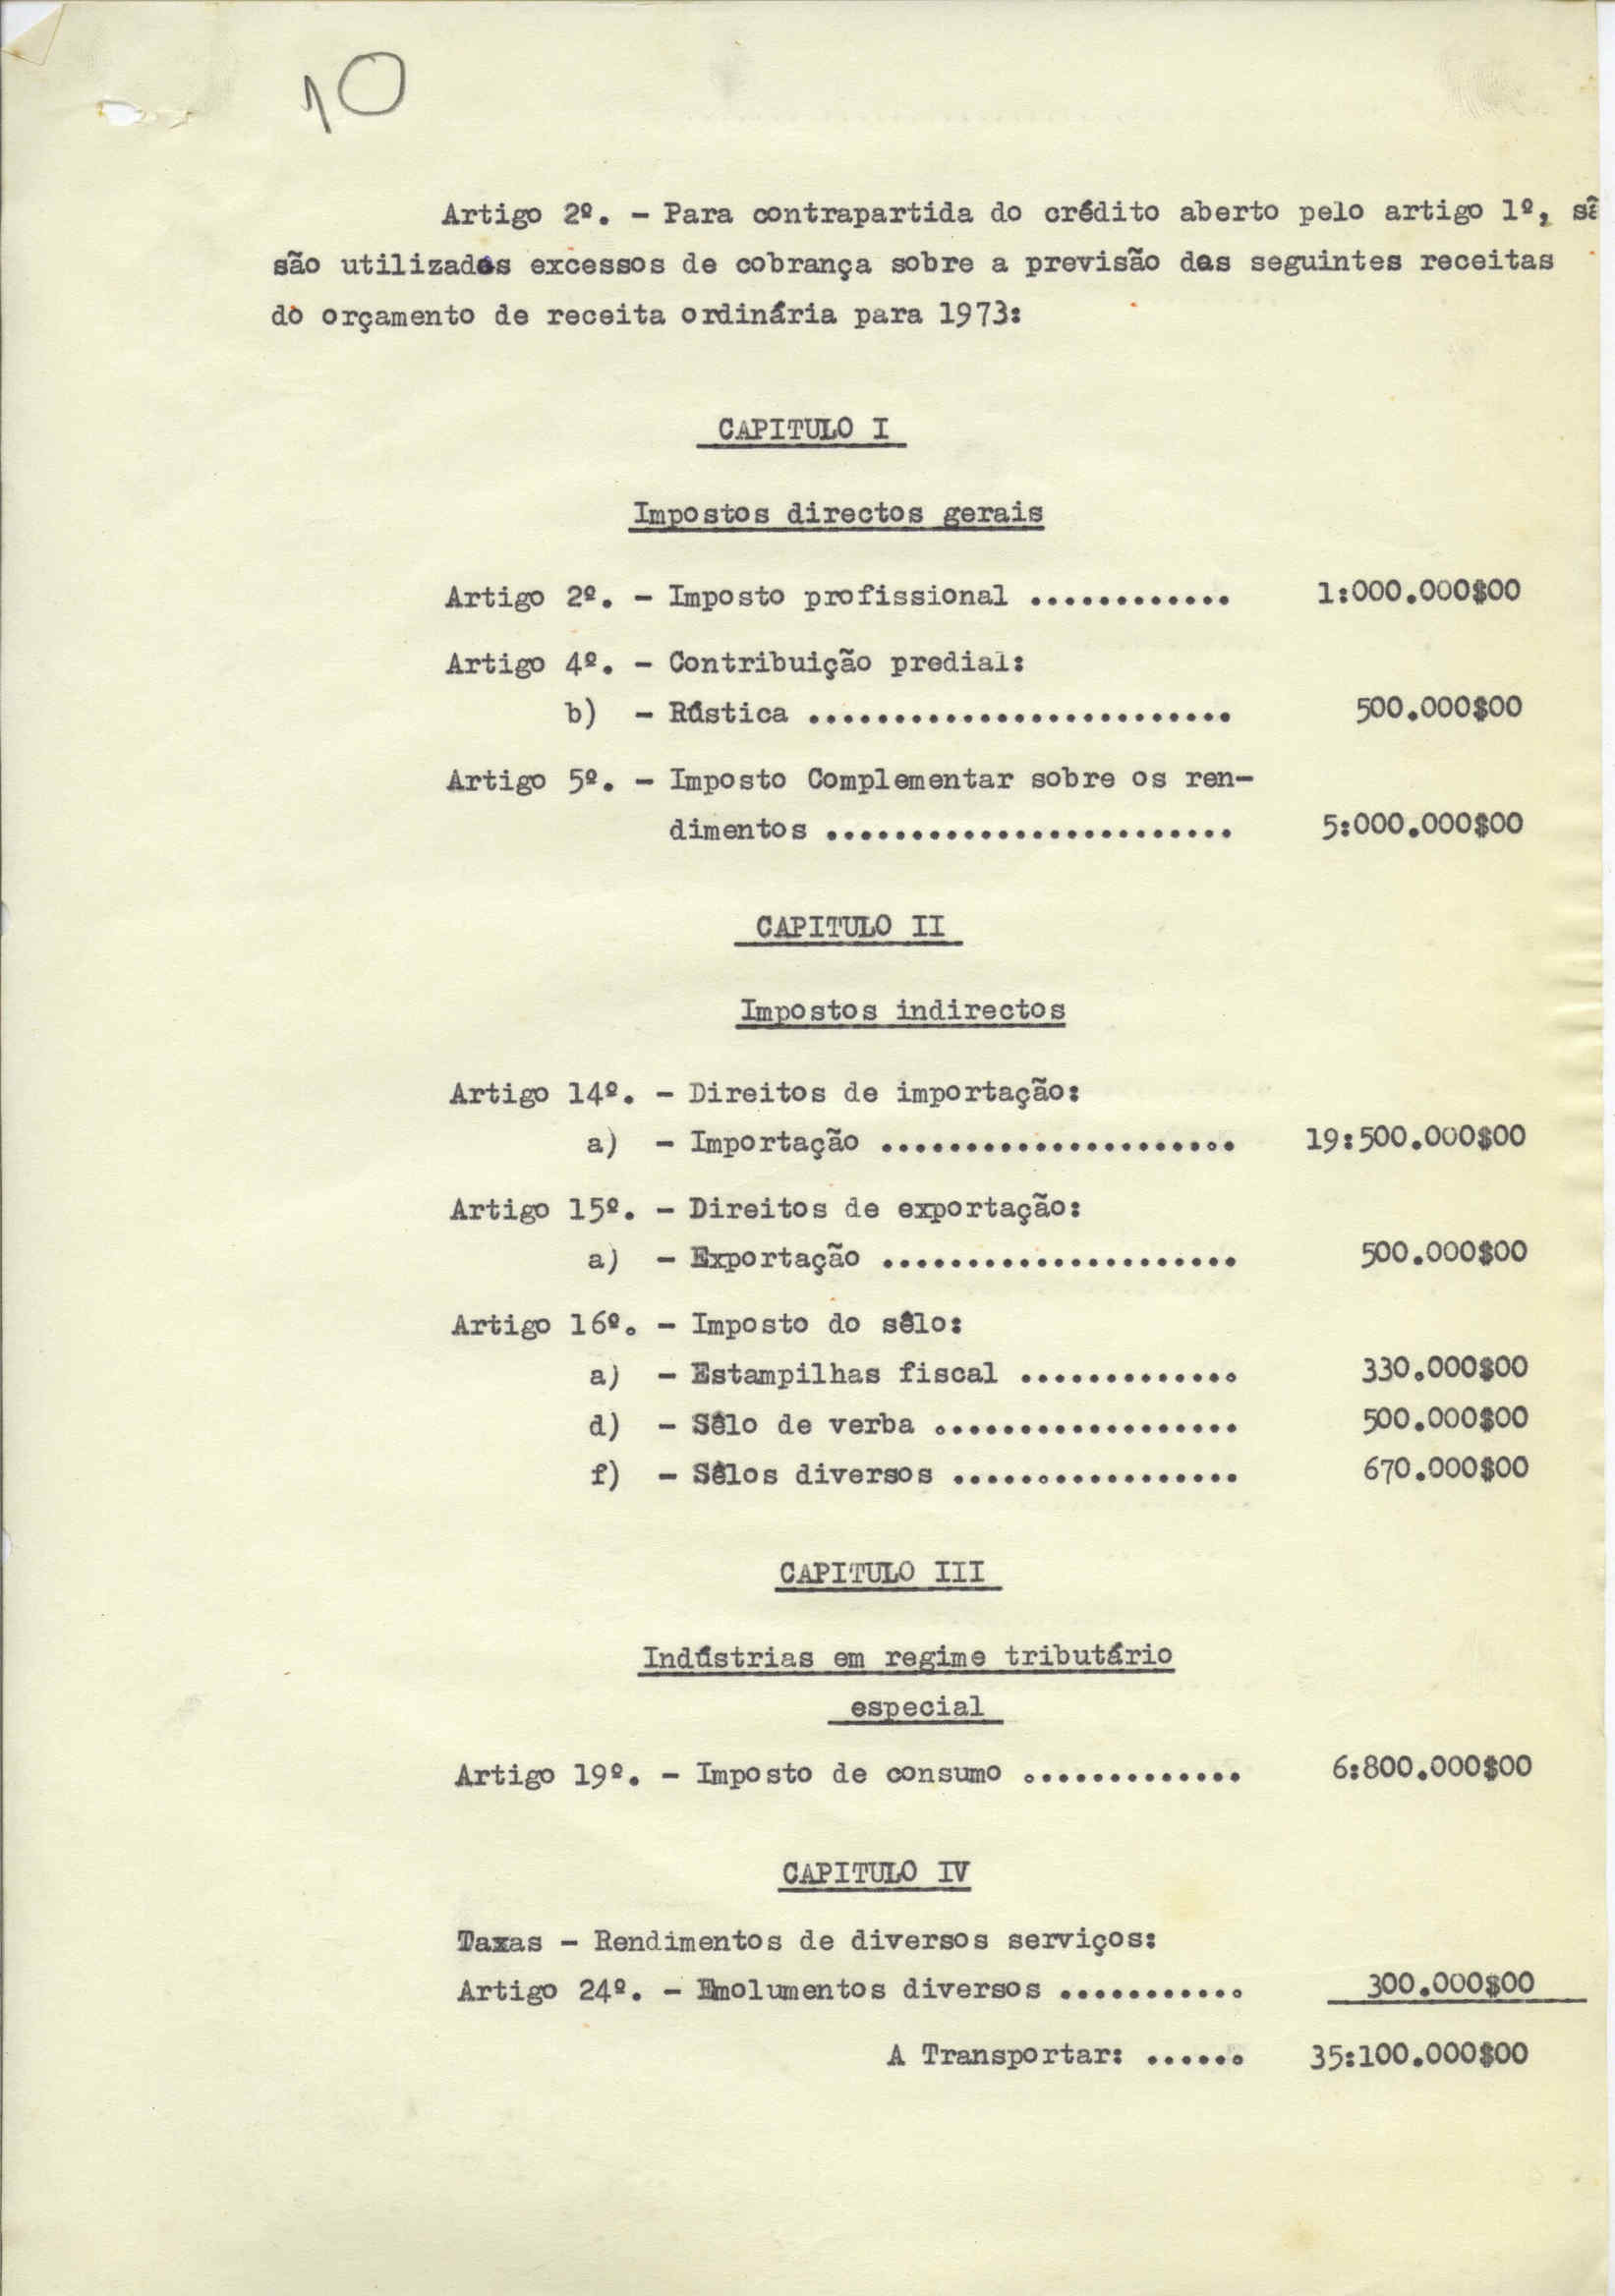 10
Artigo 2º. - Para contrapartida do crédito aberto pelo artigo 1º, sã
são utilizados excessos de cobrança sobre a previsão das seguintes receitas
do orçamento de receita ordinária para 1973:
CAPITULO I
Impostos directos gerais
Artigo 2º. - Imposto profissional ............ 1:000.000$00
Artigo 4º. - Contribuição predial:
b) - Rústica ......................... 500.000$00
Artigo 5º. - Imposto Complementar sobre os ren-
dimentos ........................ 5:000.000$00
CAPITULO II
Impostos indirectos
Artigo 14º. - Direitos de importação:
a) - Importação ..................... 19:500.000$00
Artigo 15º. - Direitos de exportação:
a) - Exportação ..................... 500.000$00
Artigo 16º. - Imposto do sêlo:
a) - Estampilhas fiscal ............. 330.000$00
d) - Sêlo de verba .................. 500.000$00
f) - Sêlos diversos ................. 670.000$00
CAPITULO III
Indústrias em regime tributário
especial
Artigo 19º. - Imposto de consumo ............. 6:800.000$00
CAPITULO IV
Taxas - Rendimentos de diversos serviços:
Artigo 24º. - Emolumentos diversos ........... 300.000$00
A Transportar: ...... 35:100.000$00